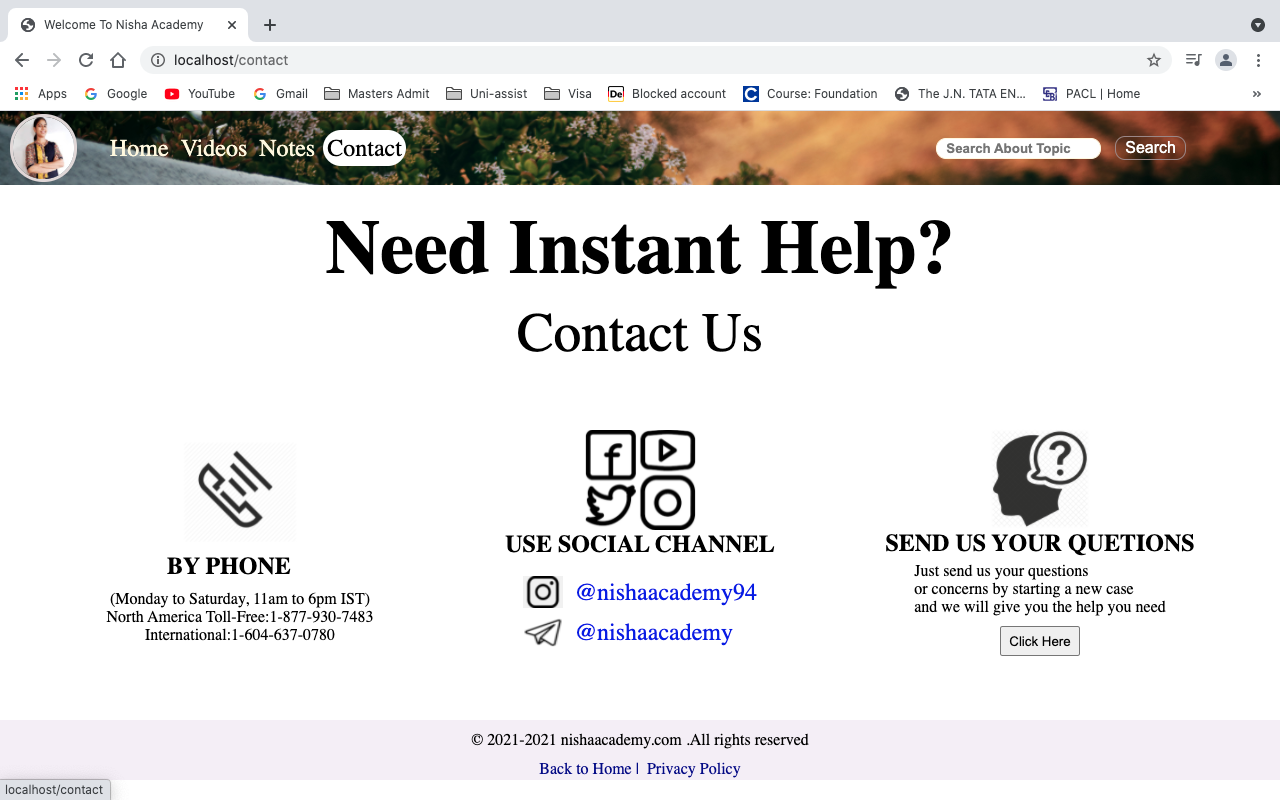 Welcome To Nisha Academy
localhost/contact
Apps Google YouTube Gmail Masters Admit Uni-assist Visa De Blocked account C Course: Foundation The J.N. TATA EN... PACL | Home »
Home Videos Notes Contact Search About Topic Search
Need Instant Help?
Contact Us
BY PHONE
(Monday to Saturday, 11am to 6pm IST)
North America Toll-Free:1-877-930-7483
International:1-604-637-0780
USE SOCIAL CHANNEL
@nishaacademy94
@nishaacademy
SEND US YOUR QUETIONS
Just send us your questions
or concerns by starting a new case
and we will give you the help you need
Click Here
© 2021-2021 nishaacademy.com .All rights reserved
Back to Home | Privacy Policy
localhost/contact